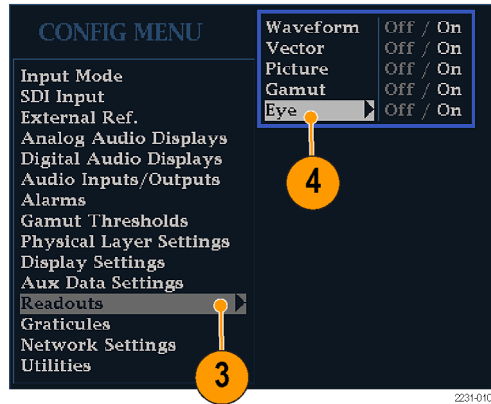 CONFIG MENU
Input Mode
SDI Input
External Ref.
Analog Audio Displays
Digital Audio Displays
Audio Inputs/Outputs
Alarms
Gamut Thresholds
Physical Layer Settings
Display Settings
Aux Data Settings
Readouts
Graticules
Network Settings
Utilities
3
Waveform Off / On
Vector Off / On
Picture Off / On
Gamut Off / On
Eye Off / On
4
2231-010